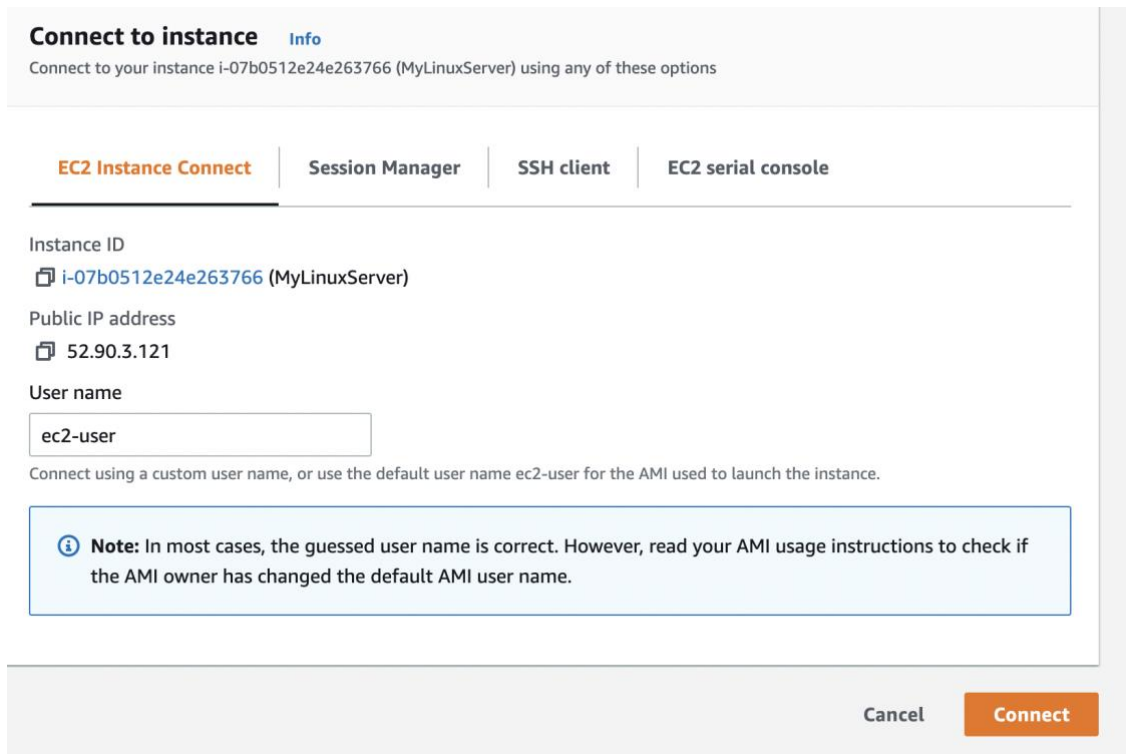 Connect to instance Info
Connect to your instance i-07b0512e24e263766 (MyLinuxServer) using any of these options
EC2 Instance Connect Session Manager SSH client EC2 serial console
Instance ID
i-07b0512e24e263766 (MyLinuxServer)
Public IP address
52.90.3.121
User name
ec2-user
Connect using a custom user name, or use the default user name ec2-user for the AMI used to launch the instance.
Note: In most cases, the guessed user name is correct. However, read your AMI usage instructions to check if
the AMI owner has changed the default AMI user name.
Cancel Connect